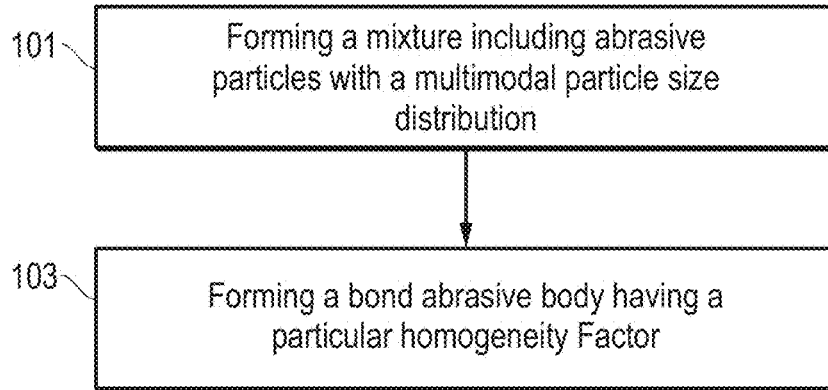 101
Forming a mixture including abrasive
particles with a multimodal particle size
distribution
103
Forming a bond abrasive body having a
particular homogeneity Factor